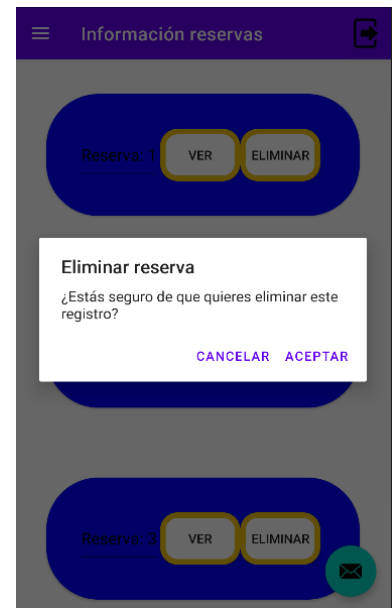 Información reservas
Reserva: 1 VER ELIMINAR
Eliminar reserva
¿Estás seguro de que quieres eliminar este
registro?
CANCELAR ACEPTAR
Reserva: 3 VER ELIMINAR